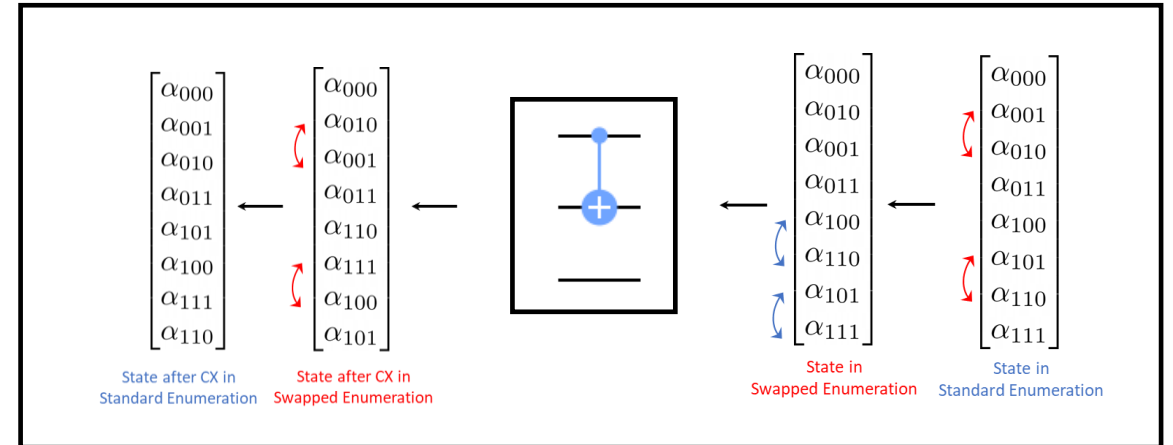 α000
α001
α010
α011
α101
α100
α111
α110
State after CX in
Standard Enumeration
α000
α010
α001
α011
α110
α111
α100
α101
State after CX in
Swapped Enumeration
α000
α010
α001
α011
α100
α110
α101
α111
State in
Swapped Enumeration
α000
α001
α010
α011
α100
α101
α110
α111
State in
Standard Enumeration